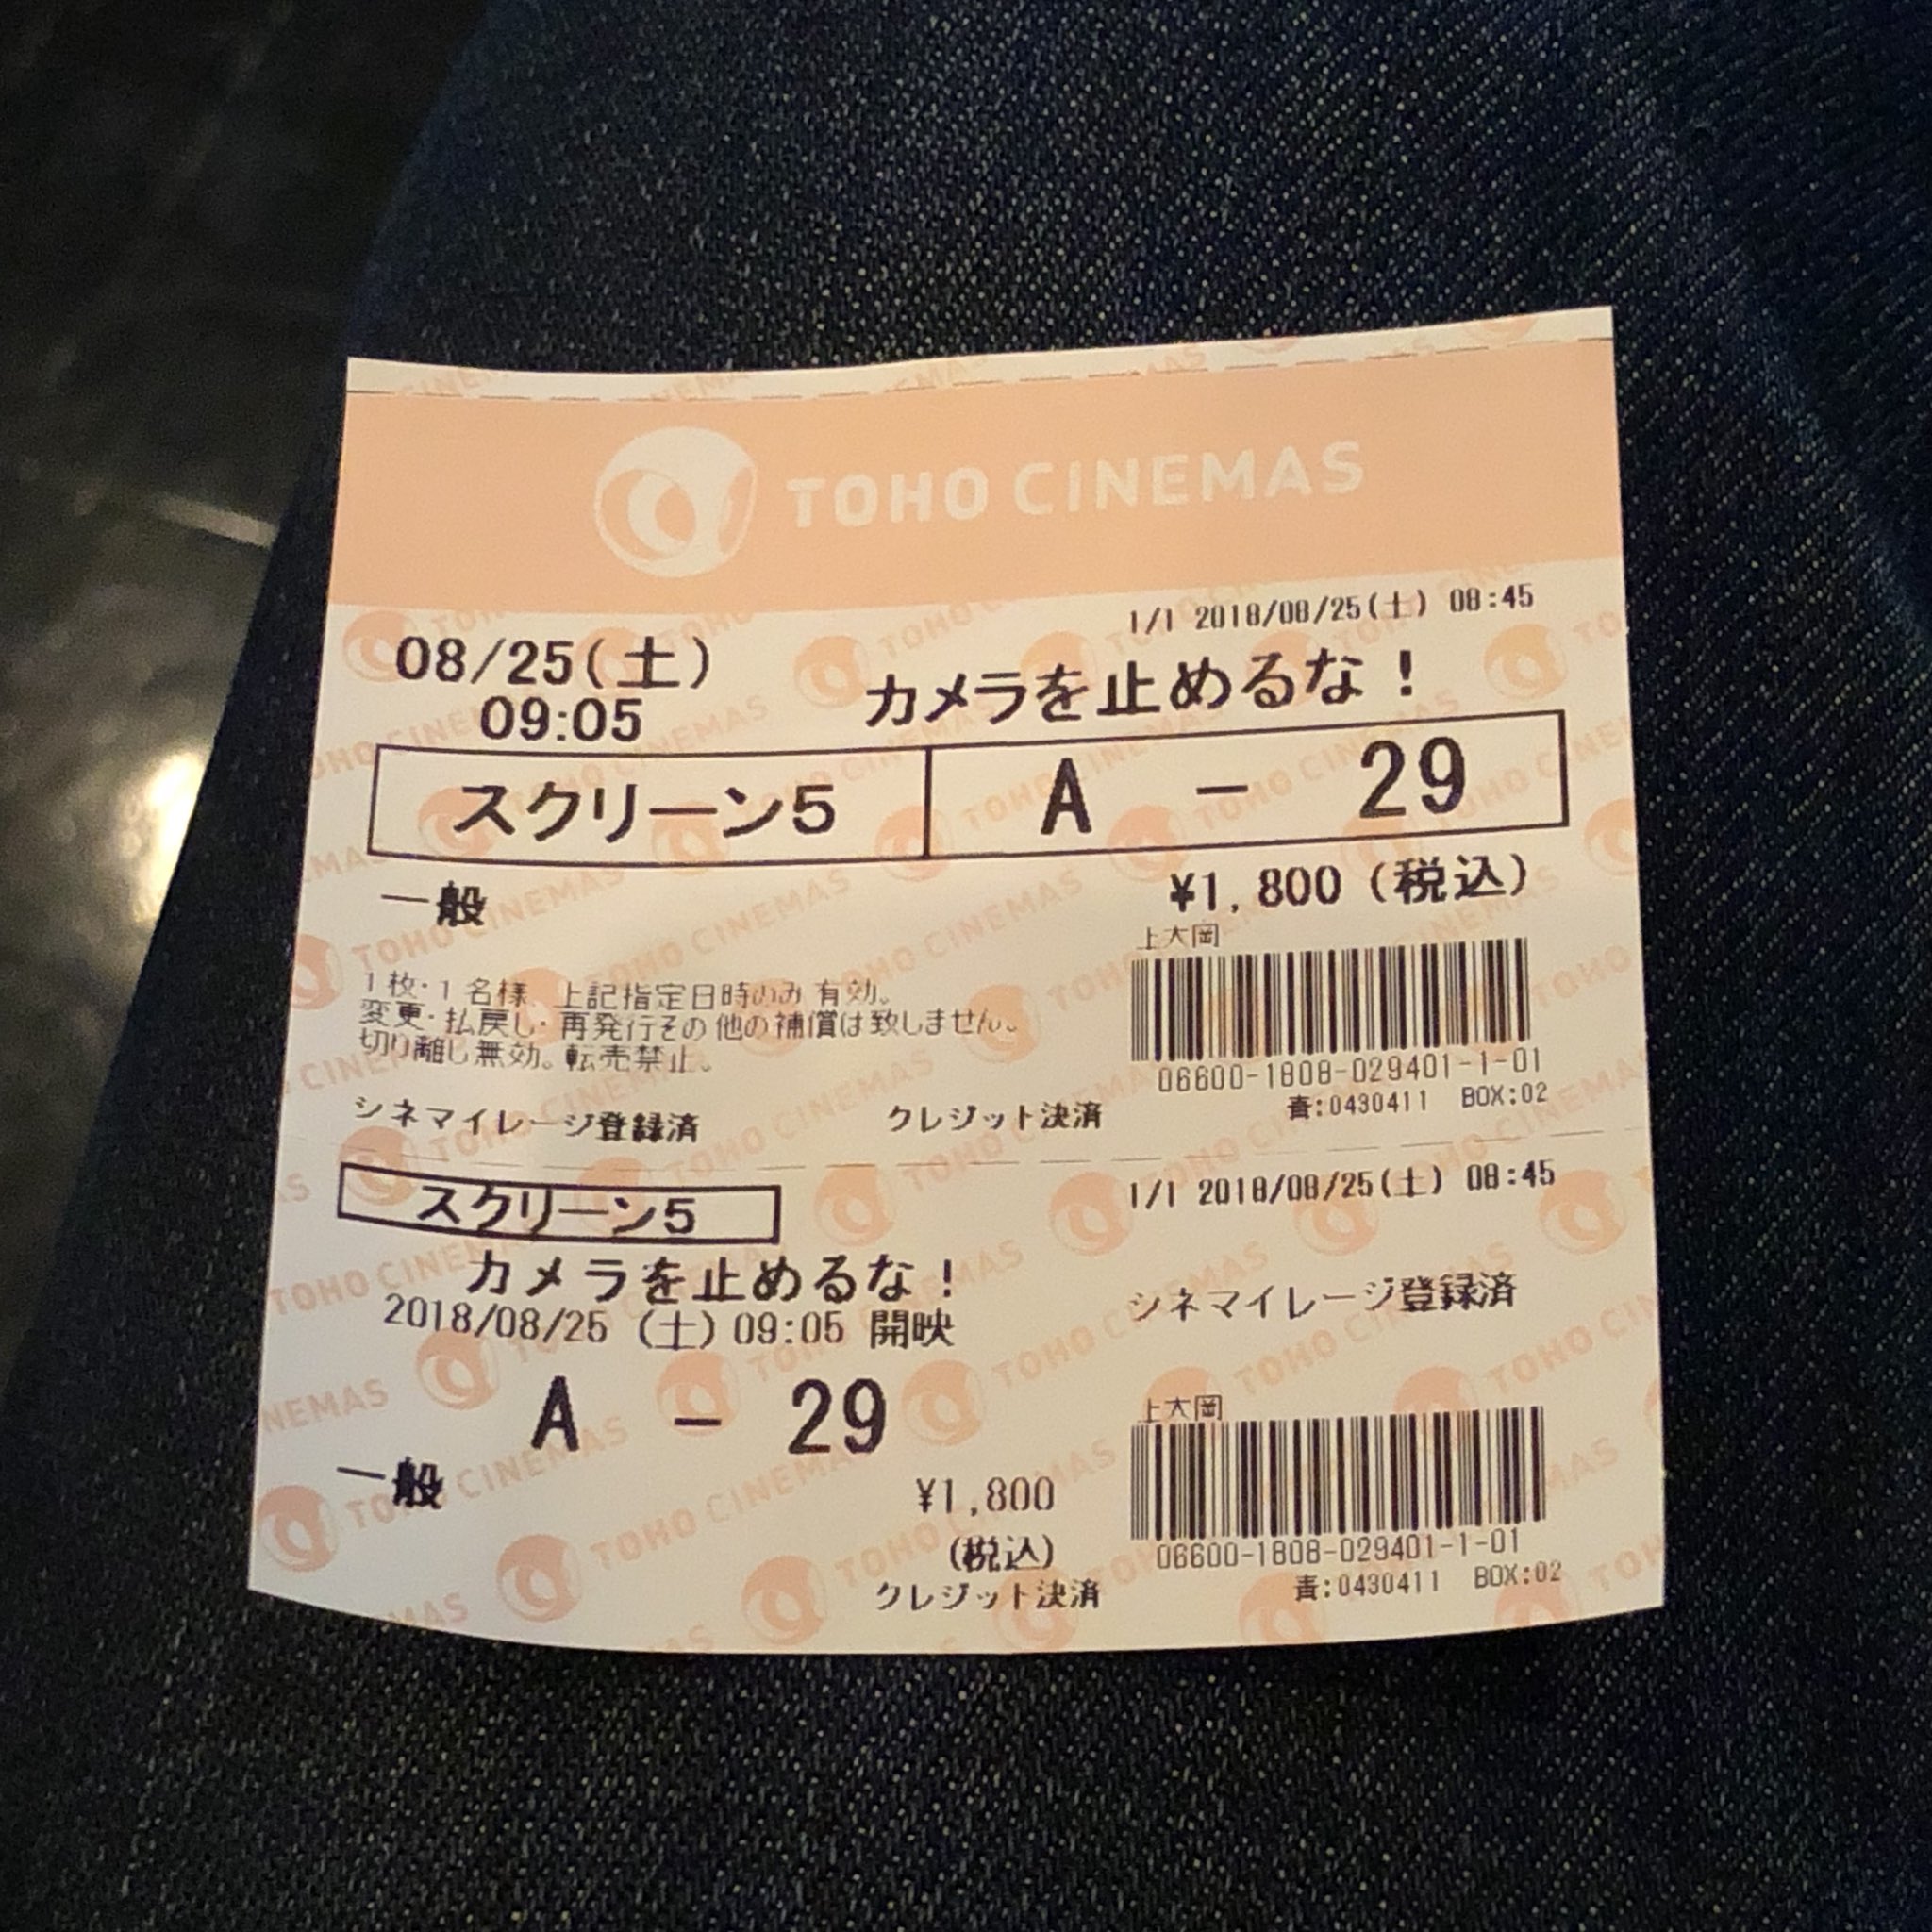 TOHO CINEMAS
1/1 2018/08/25(土) 08:45
08/25(土)
09:05
カメラを止めるな！
スクリーン5
A - 29
一般
¥1,800 (税込)
上大岡
1枚･1名様、上記指定日時のみ有効。
変更･払戻し･再発行その他の補償は致しません。
切り離し無効。転売禁止。
06600-1808-029401-1-01
シネマイレージ登録済
クレジット決済
責:0430411 BOX:02
スクリーン5
1/1 2018/08/25(土) 08:45
カメラを止めるな！
2018/08/25 (土) 09:05 開映
シネマイレージ登録済
A - 29
上大岡
一般
¥1,800
(税込)
クレジット決済
06600-1808-029401-1-01
責:0430411 BOX:02